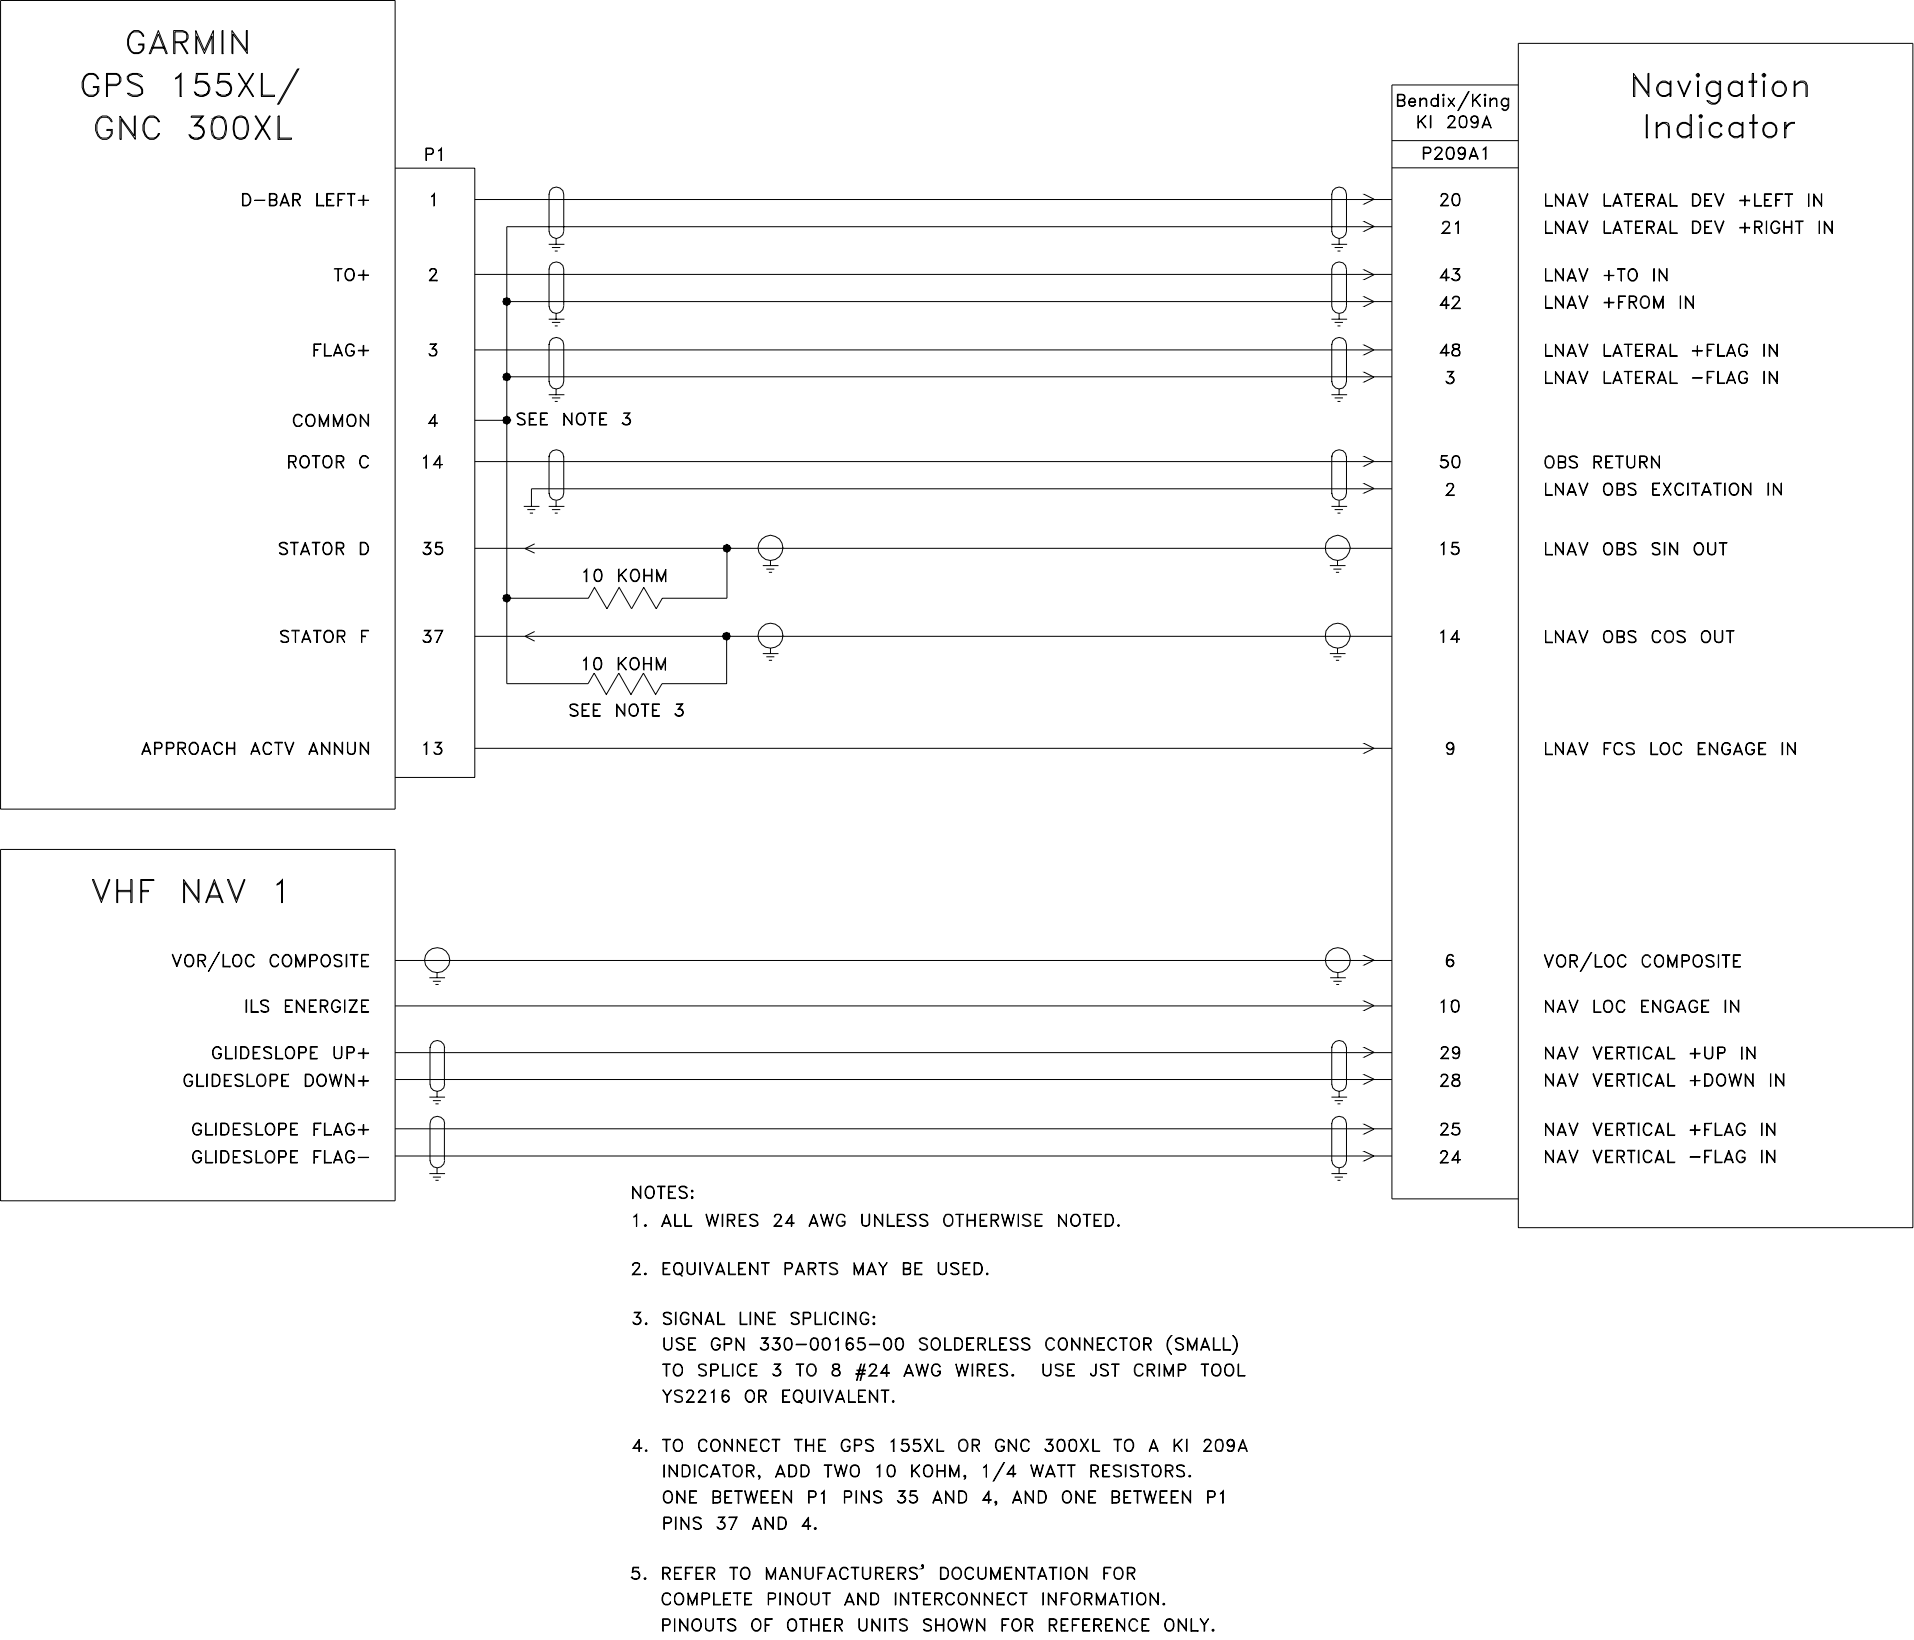 GARMIN
GPS 155XL/
GNC 300XL
P1
D-BAR LEFT+ 1
TO+ 2
FLAG+ 3
COMMON 4 SEE NOTE 3
ROTOR C 14
STATOR D 35
10 KOHM
STATOR F 37
10 KOHM
SEE NOTE 3
APPROACH ACTV ANNUN 13
Bendix/King
KI 209A
P209A1
Navigation
Indicator
20 LNAV LATERAL DEV +LEFT IN
21 LNAV LATERAL DEV +RIGHT IN
43 LNAV +TO IN
42 LNAV +FROM IN
48 LNAV LATERAL +FLAG IN
3 LNAV LATERAL -FLAG IN
50 OBS RETURN
2 LNAV OBS EXCITATION IN
15 LNAV OBS SIN OUT
14 LNAV OBS COS OUT
9 LNAV FCS LOC ENGAGE IN
VHF NAV 1
VOR/LOC COMPOSITE 6 VOR/LOC COMPOSITE
ILS ENERGIZE 10 NAV LOC ENGAGE IN
GLIDESLOPE UP+ 29 NAV VERTICAL +UP IN
GLIDESLOPE DOWN+ 28 NAV VERTICAL +DOWN IN
GLIDESLOPE FLAG+ 25 NAV VERTICAL +FLAG IN
GLIDESLOPE FLAG- 24 NAV VERTICAL -FLAG IN
NOTES:
1. ALL WIRES 24 AWG UNLESS OTHERWISE NOTED.
2. EQUIVALENT PARTS MAY BE USED.
3. SIGNAL LINE SPLICING:
USE GPN 330-00165-00 SOLDERLESS CONNECTOR (SMALL)
TO SPLICE 3 TO 8 #24 AWG WIRES. USE JST CRIMP TOOL
YS2216 OR EQUIVALENT.
4. TO CONNECT THE GPS 155XL OR GNC 300XL TO A KI 209A
INDICATOR, ADD TWO 10 KOHM, 1/4 WATT RESISTORS.
ONE BETWEEN P1 PINS 35 AND 4, AND ONE BETWEEN P1
PINS 37 AND 4.
5. REFER TO MANUFACTURERS' DOCUMENTATION FOR
COMPLETE PINOUT AND INTERCONNECT INFORMATION.
PINOUTS OF OTHER UNITS SHOWN FOR REFERENCE ONLY.